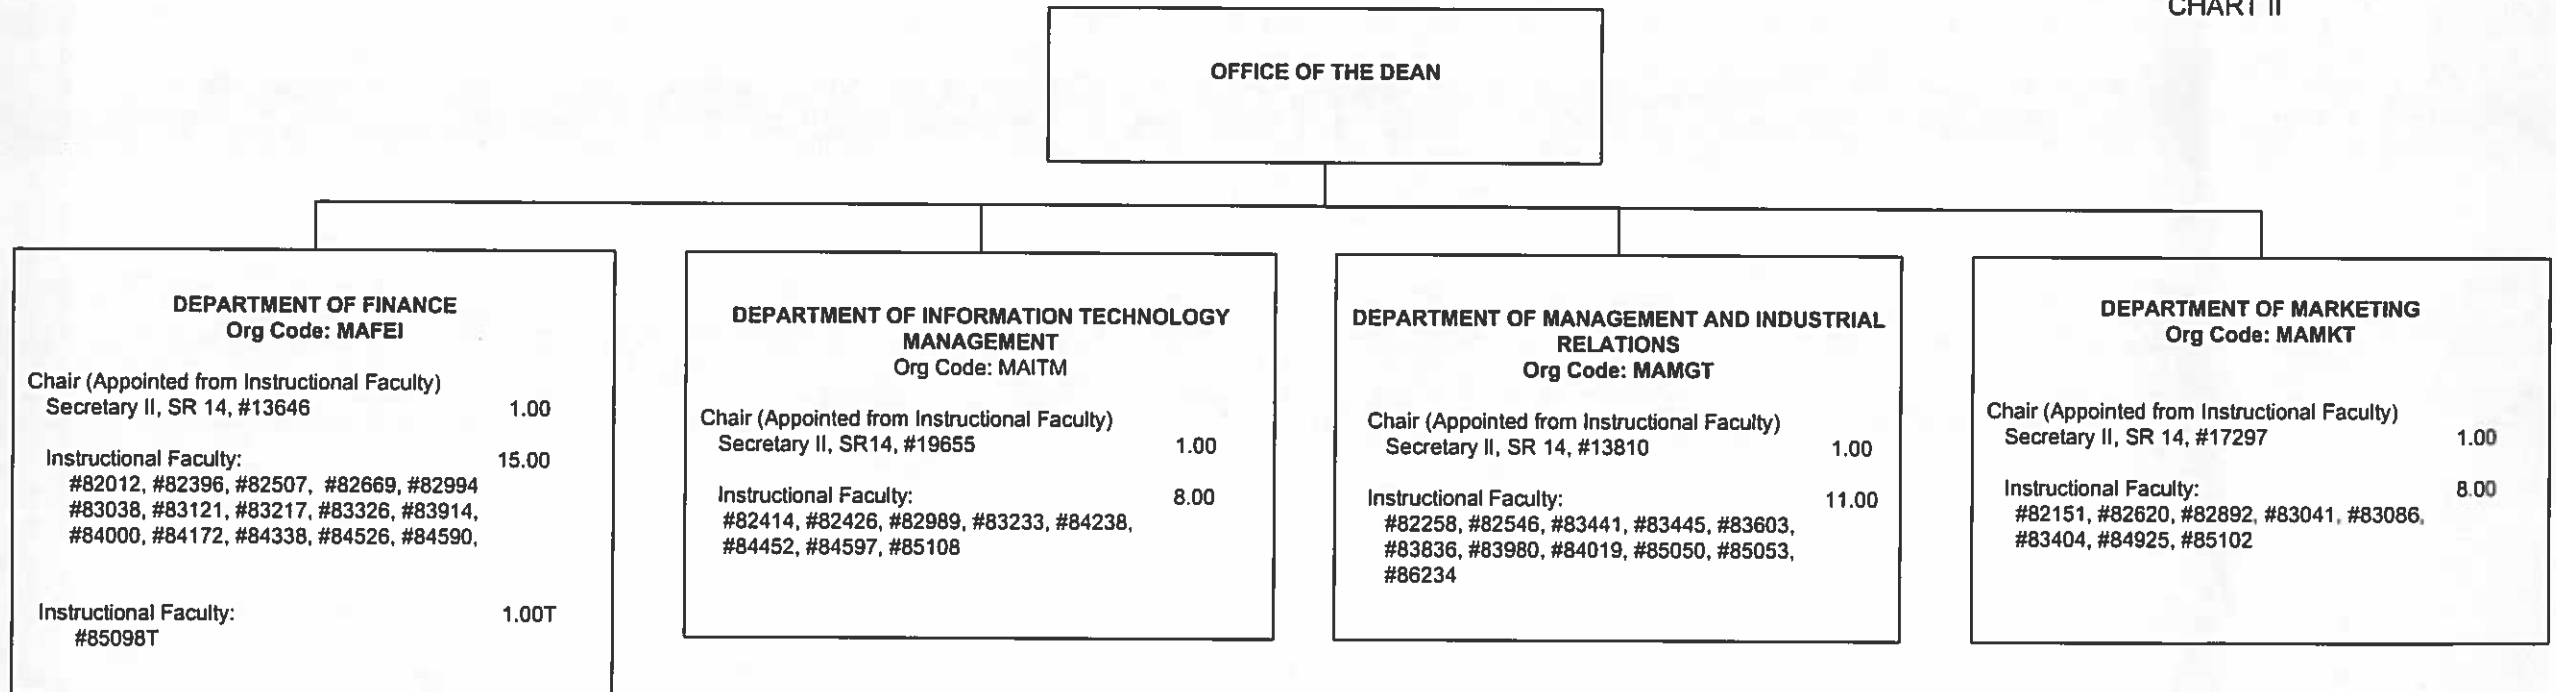 CHART II
OFFICE OF THE DEAN
DEPARTMENT OF FINANCE
Org Code: MAFEI
Chair (Appointed from Instructional Faculty)
Secretary II, SR 14, #13646 1.00
Instructional Faculty: 15.00
#82012, #82396, #82507, #82669, #82994
#83038, #83121, #83217, #83326, #83914,
#84000, #84172, #84338, #84526, #84590,
Instructional Faculty: 1.00T
#85098T
DEPARTMENT OF INFORMATION TECHNOLOGY
MANAGEMENT
Org Code: MAITM
Chair (Appointed from Instructional Faculty)
Secretary II, SR14, #19655 1.00
Instructional Faculty: 8.00
#82414, #82426, #82989, #83233, #84238,
#84452, #84597, #85108
DEPARTMENT OF MANAGEMENT AND INDUSTRIAL
RELATIONS
Org Code: MAMGT
Chair (Appointed from Instructional Faculty)
Secretary II, SR 14, #13810 1.00
Instructional Faculty: 11.00
#82258, #82546, #83441, #83445, #83603,
#83836, #83980, #84019, #85050, #85053,
#86234
DEPARTMENT OF MARKETING
Org Code: MAMKT
Chair (Appointed from Instructional Faculty)
Secretary II, SR 14, #17297 1.00
Instructional Faculty: 8.00
#82151, #82620, #82892, #83041, #83086,
#83404, #84925, #85102